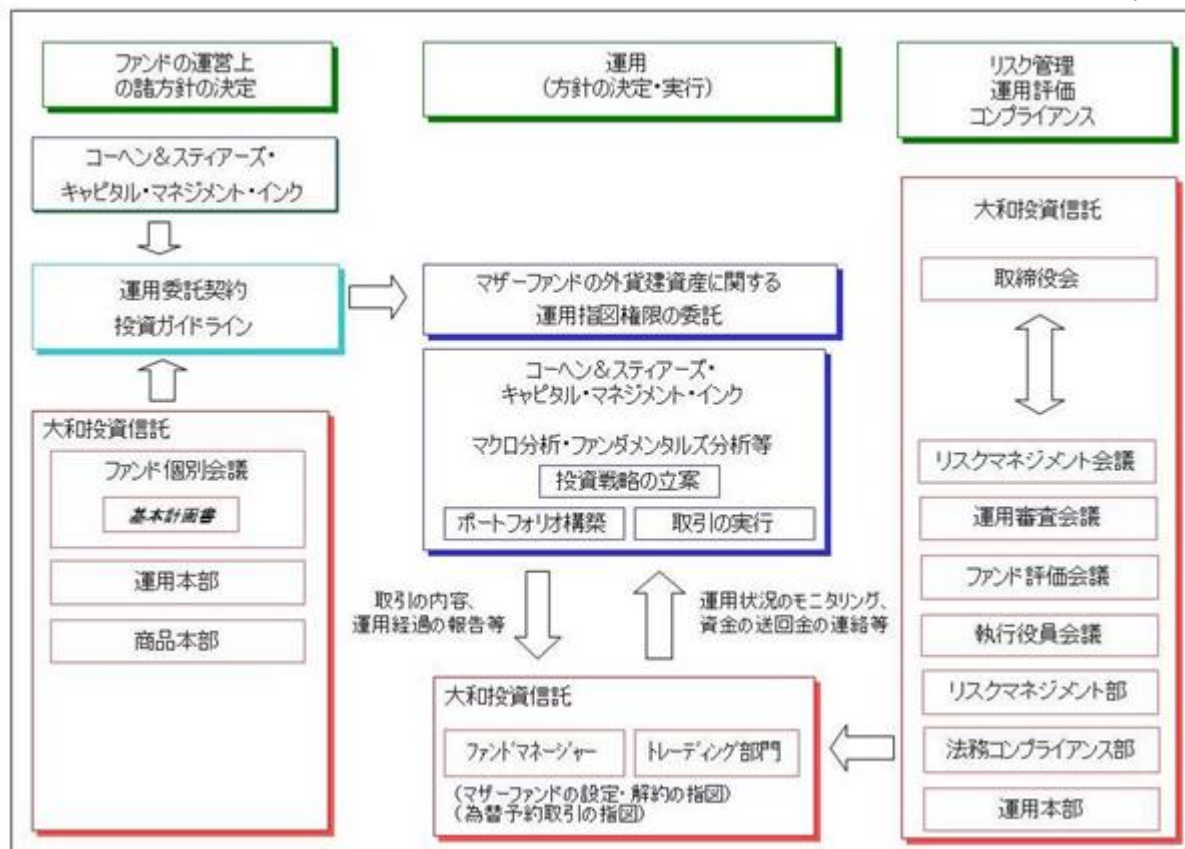 ファンドの運営上
の諸方針の決定
コーヘン&スティアーズ・
キャピタル・マネジメント・インク
運用委託契約
投資ガイドライン
大和投資信託
ファンド個別会議
基本計画書
運用本部
商品本部
運用
(方針の決定・実行)
マザーファンドの外貨建資産に関する
運用指図権限の委託
コーヘン&スティアーズ・
キャピタル・マネジメント・インク
マクロ分析・ファンダメンタルズ分析等
投資戦略の立案
ポートフォリオ構築
取引の実行
取引の内容、
運用経過の報告等
運用状況のモニタリング、
資金の送回金の連絡等
大和投資信託
ファンドマネージャー
トレーディング部門
(マザーファンドの設定・解約の指図)
(為替予約取引の指図)
リスク管理
運用評価
コンプライアンス
大和投資信託
取締役会
リスクマネジメント会議
運用審査会議
ファンド評価会議
執行役員会議
リスクマネジメント部
法務コンプライアンス部
運用本部